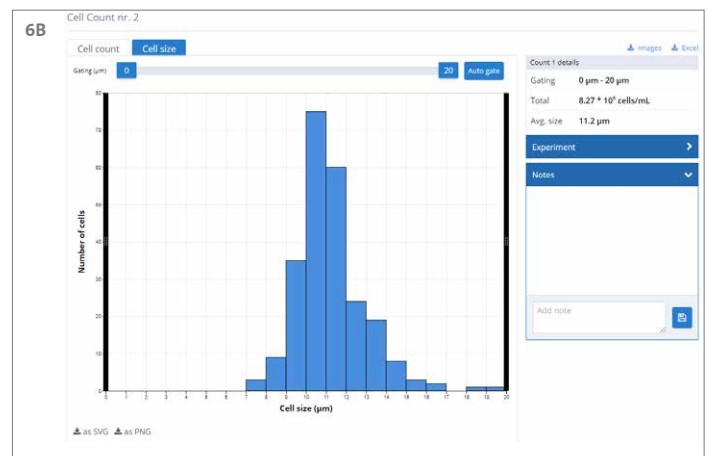 6B
Cell Count nr. 2
Cell count Cell size
Images Excel
Gating (µm) 0 20 Auto gate
Count 1 details
Gating 0 µm - 20 µm
Total
cells/mL
Avg. size 11.2 µm
Experiment
Notes
Add note
80
70
60
50
40
30
20
10
0
Number of cells
0 1 2 3 4 5 6 7 8 9 10 11 12 13 14 15 16 17 18 19 20
Cell size (µm)
as SVG as PNG